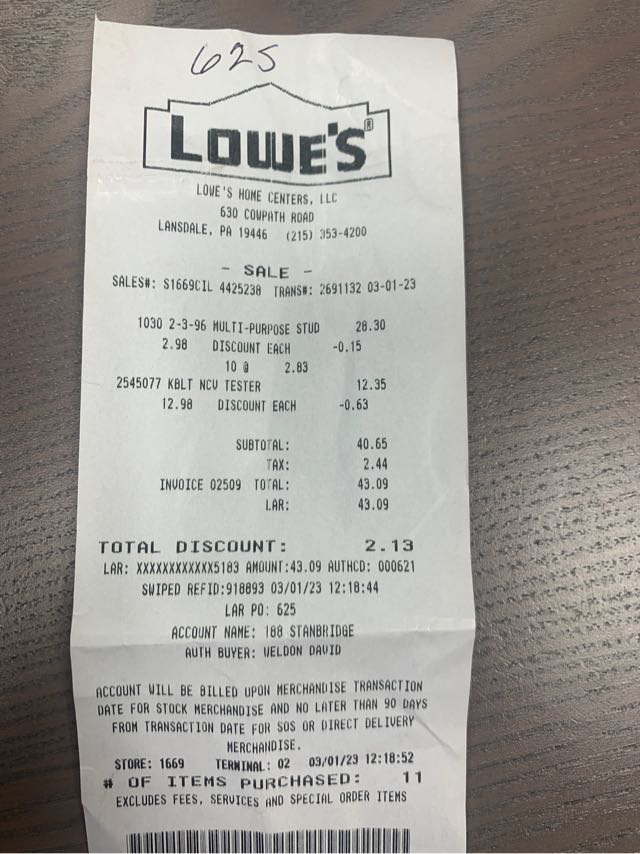 625
LOWE'S®
LOWE'S HOME CENTERS, LLC
630 COWPATH ROAD
LANSDALE, PA 19446 (215) 353-4200
- SALE -
SALES#: S1669CIL 4425238 TRANS#: 2691132 03-01-23
1030 2-3-96 MULTI-PURPOSE STUD 28.30
2.98 DISCOUNT EACH -0.15
10 @ 2.83
2545077 KBLT NCV TESTER 12.35
12.98 DISCOUNT EACH -0.63
SUBTOTAL: 40.65
TAX: 2.44
INVOICE 02509 TOTAL: 43.09
LAR: 43.09
TOTAL DISCOUNT: 2.13
LAR: XXXXXXXXXXXX5183 AMOUNT:43.09 AUTHCD: 000621
SWIPED REFID:918893 03/01/23 12:18:44
LAR PO: 625
ACCOUNT NAME: 188 STANBRIDGE
AUTH BUYER: WELDON DAVID
ACCOUNT WILL BE BILLED UPON MERCHANDISE TRANSACTION
DATE FOR STOCK MERCHANDISE AND NO LATER THAN 90 DAYS
FROM TRANSACTION DATE FOR SOS OR DIRECT DELIVERY
MERCHANDISE.
STORE: 1669 TERMINAL: 02 03/01/23 12:18:52
# OF ITEMS PURCHASED: 11
EXCLUDES FEES, SERVICES AND SPECIAL ORDER ITEMS